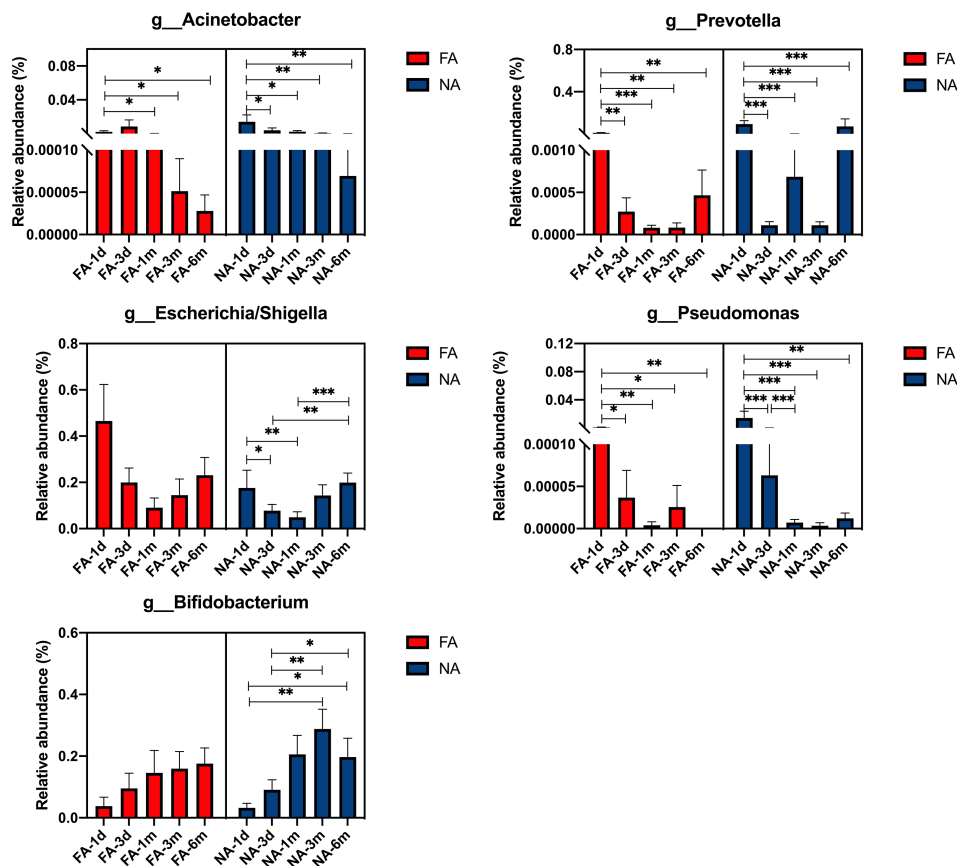 g__Acinetobacter
Relative abundance (%)
0.08
0.04
0.00010
0.00005
0.00000
*
*
*
**
**
*
*
FA-1d
FA-3d
FA-1m
FA-3m
FA-6m
NA-1d
NA-3d
NA-1m
NA-3m
NA-6m
FA
NA
g__Prevotella
Relative abundance (%)
0.8
0.4
0.0010
0.0005
0.0000
**
**
***
**
***
***
***
***
FA-1d
FA-3d
FA-1m
FA-3m
FA-6m
NA-1d
NA-3d
NA-1m
NA-3m
NA-6m
FA
NA
g__Escherichia/Shigella
Relative abundance (%)
0.8
0.6
0.4
0.2
0.0
***
**
**
*
FA-1d
FA-3d
FA-1m
FA-3m
FA-6m
NA-1d
NA-3d
NA-1m
NA-3m
NA-6m
FA
NA
g__Pseudomonas
Relative abundance (%)
0.12
0.08
0.04
0.00010
0.00005
0.00000
**
*
**
*
**
***
***
*** ***
FA-1d
FA-3d
FA-1m
FA-3m
FA-6m
NA-1d
NA-3d
NA-1m
NA-3m
NA-6m
FA
NA
g__Bifidobacterium
Relative abundance (%)
0.6
0.4
0.2
0.0
*
**
*
**
FA-1d
FA-3d
FA-1m
FA-3m
FA-6m
NA-1d
NA-3d
NA-1m
NA-3m
NA-6m
FA
NA